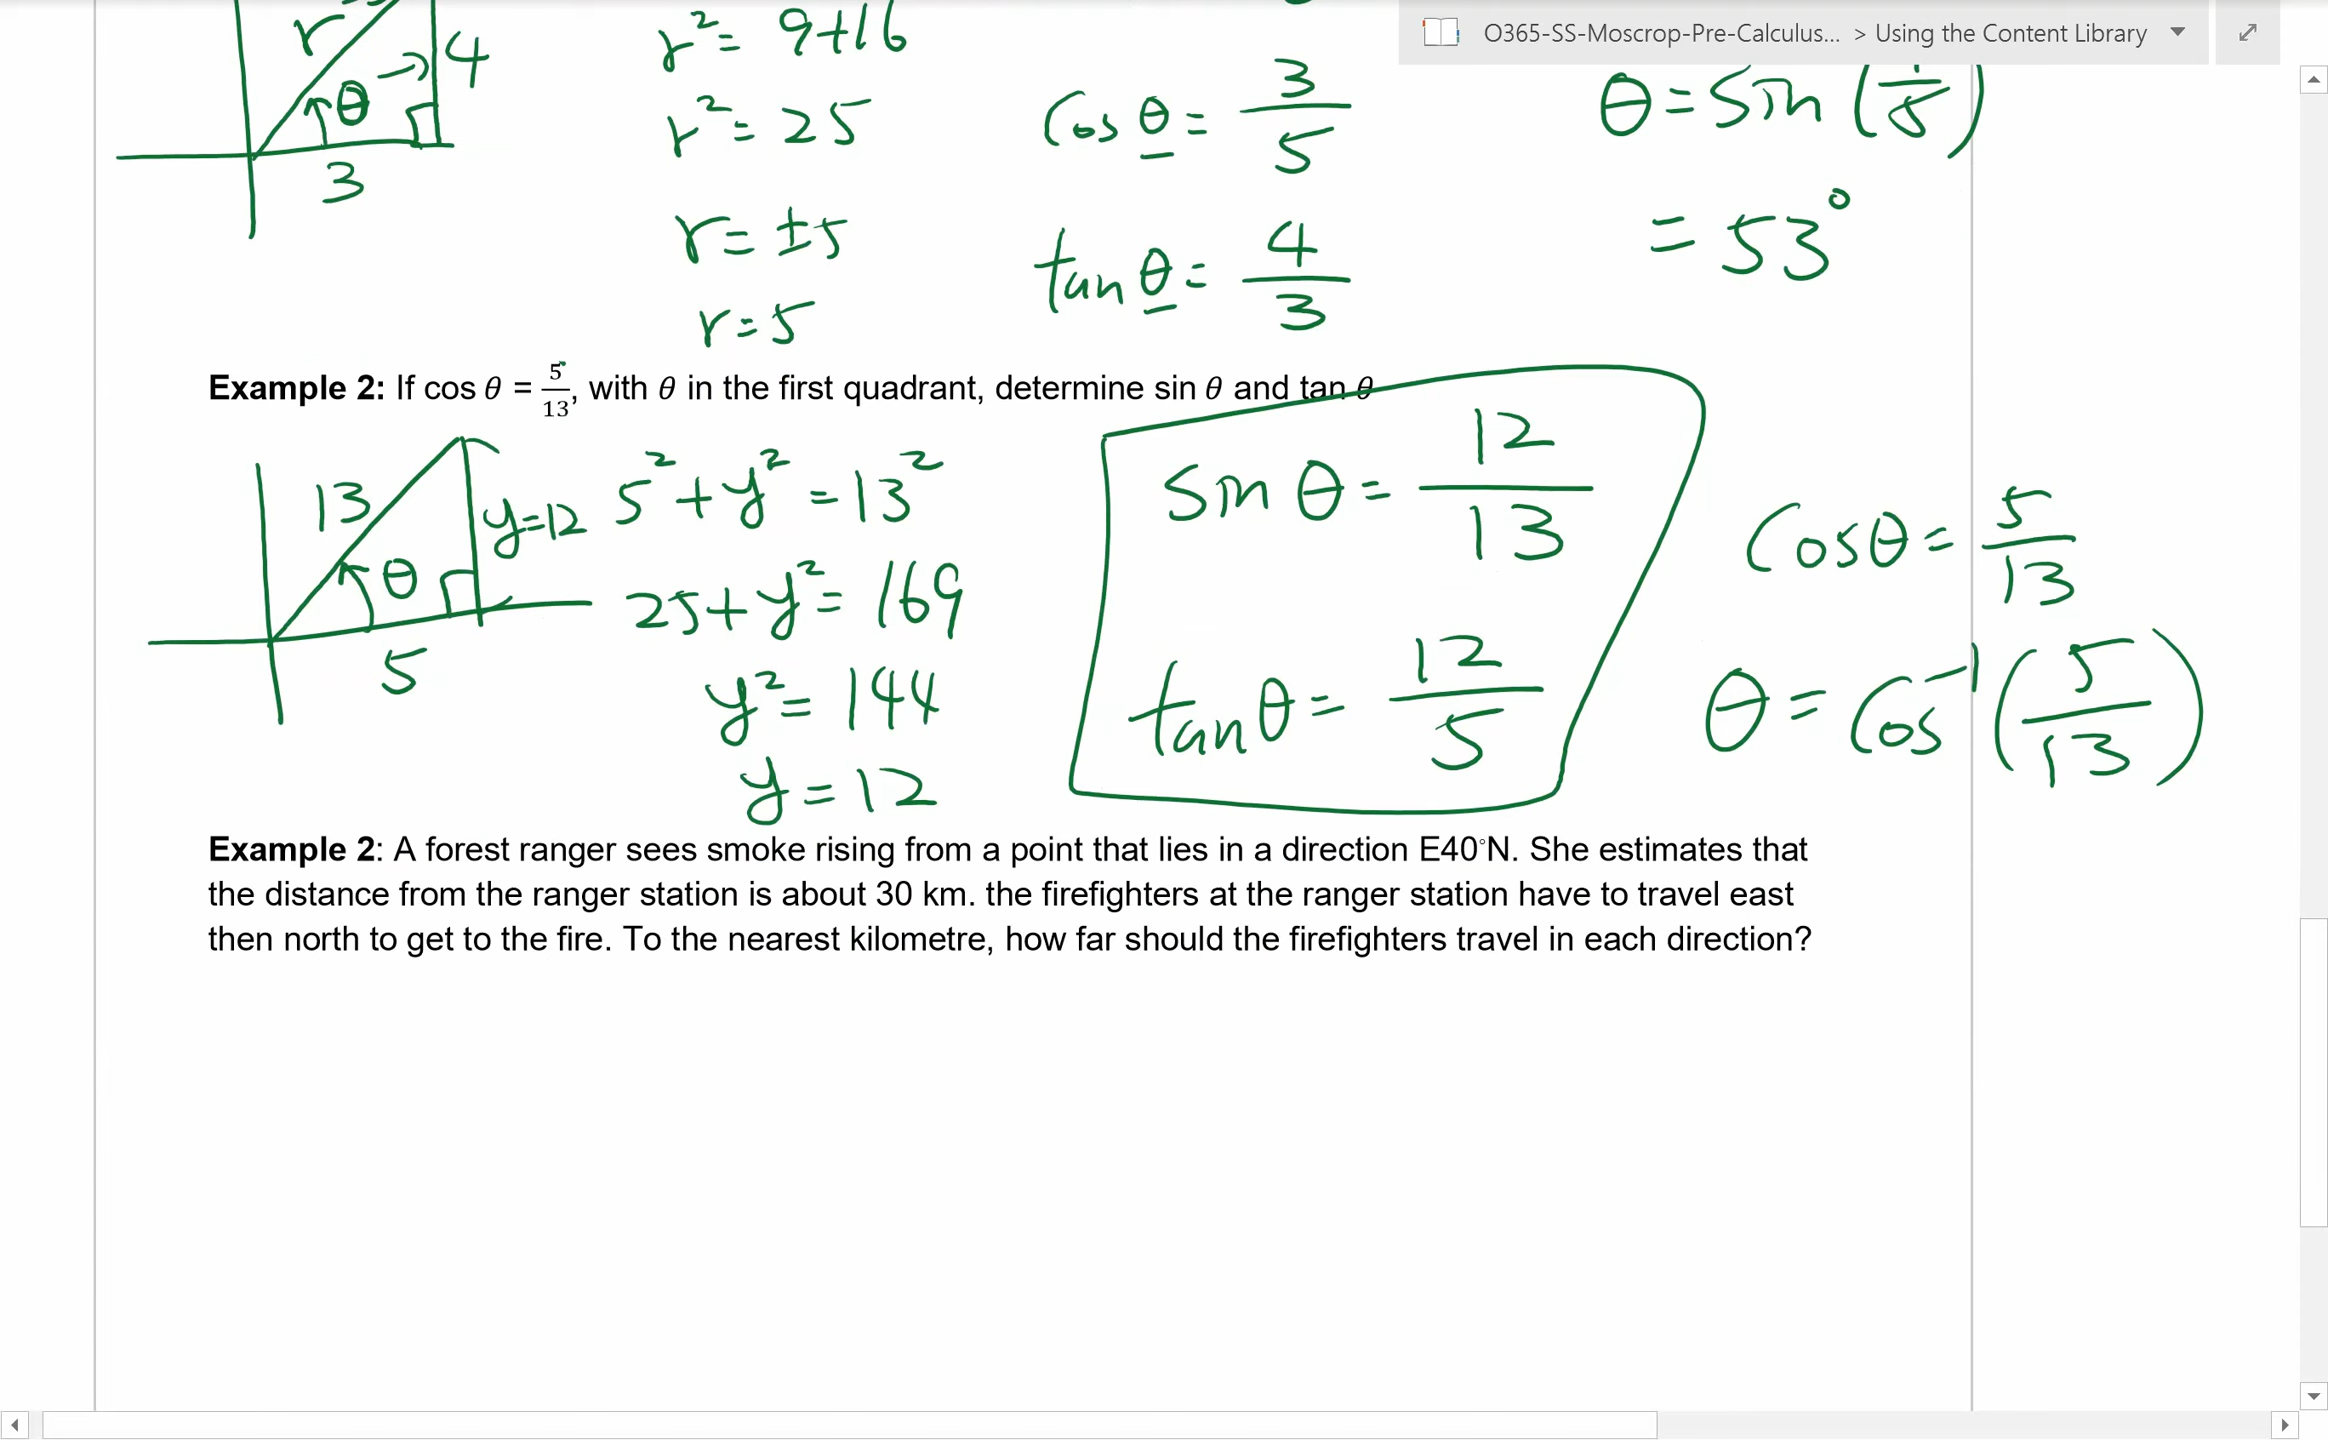 O365-SS-Moscrop-Pre-Calculus... > Using the Content Library
r
θ → 4
3
r² = 9+16
r² = 25
r = ±5
r = 5
cos θ = 3/5
tan θ = 4/3
θ = sin ( /5)
= 53°
Example 2: If cos θ = 5/13, with θ in the first quadrant, determine sin θ and tan θ
13
y=12
θ
5
5² + y² = 13²
25 + y² = 169
y² = 144
y = 12
sin θ = 12/13
tan θ = 12/5
cos θ = 5/13
θ = cos⁻¹(5/13)
Example 2: A forest ranger sees smoke rising from a point that lies in a direction E40°N. She estimates that
the distance from the ranger station is about 30 km. the firefighters at the ranger station have to travel east
then north to get to the fire. To the nearest kilometre, how far should the firefighters travel in each direction?